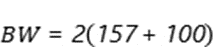 BW = 2(157 + 100)